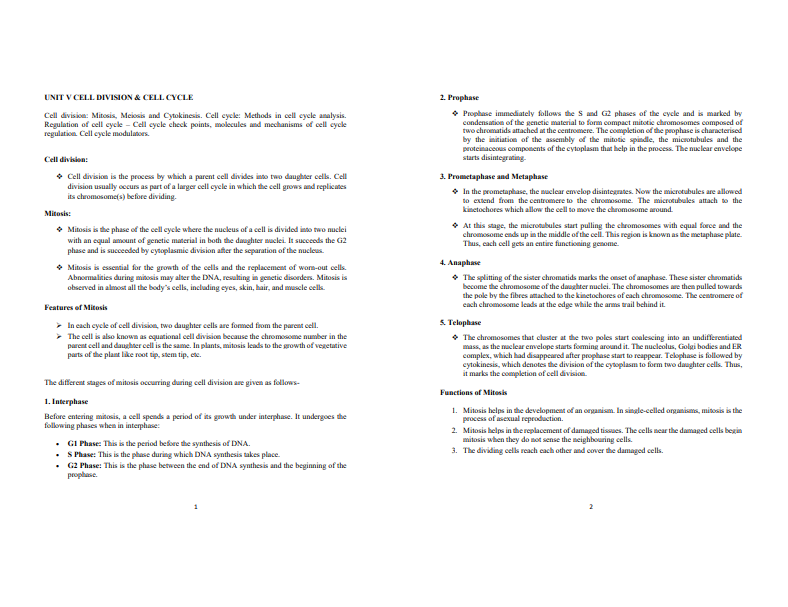 UNIT V CELL DIVISION & CELL CYCLE
Cell division: Mitosis, Meiosis and Cytokinesis. Cell cycle: Methods in cell cycle analysis.
Regulation of cell cycle – Cell cycle check points, molecules and mechanisms of cell cycle
regulation. Cell cycle modulators.
Cell division:
❖ Cell division is the process by which a parent cell divides into two daughter cells. Cell
division usually occurs as part of a larger cell cycle in which the cell grows and replicates
its chromosome(s) before dividing.
Mitosis:
❖ Mitosis is the phase of the cell cycle where the nucleus of a cell is divided into two nuclei
with an equal amount of genetic material in both the daughter nuclei. It succeeds the G2
phase and is succeeded by cytoplasmic division after the separation of the nucleus.
❖ Mitosis is essential for the growth of the cells and the replacement of worn-out cells.
Abnormalities during mitosis may alter the DNA, resulting in genetic disorders. Mitosis is
observed in almost all the body's cells, including eyes, skin, hair, and muscle cells.
Features of Mitosis
➢ In each cycle of cell division, two daughter cells are formed from the parent cell.
➢ The cell is also known as equational cell division because the chromosome number in the
parent cell and daughter cell is the same. In plants, mitosis leads to the growth of vegetative
parts of the plant like root tip, stem tip, etc.
The different stages of mitosis occurring during cell division are given as follows-
1. Interphase
Before entering mitosis, a cell spends a period of its growth under interphase. It undergoes the
following phases when in interphase:
• G1 Phase: This is the period before the synthesis of DNA.
• S Phase: This is the phase during which DNA synthesis takes place.
• G2 Phase: This is the phase between the end of DNA synthesis and the beginning of the
prophase.
1
2. Prophase
❖ Prophase immediately follows the S and G2 phases of the cycle and is marked by
condensation of the genetic material to form compact mitotic chromosomes composed of
two chromatids attached at the centromere. The completion of the prophase is characterised
by the initiation of the assembly of the mitotic spindle, the microtubules and the
proteinaceous components of the cytoplasm that help in the process. The nuclear envelope
starts disintegrating.
3. Prometaphase and Metaphase
❖ In the prometaphase, the nuclear envelop disintegrates. Now the microtubules are allowed
to extend from the centromere to the chromosome. The microtubules attach to the
kinetochores which allow the cell to move the chromosome around.
❖ At this stage, the microtubules start pulling the chromosomes with equal force and the
chromosome ends up in the middle of the cell. This region is known as the metaphase plate.
Thus, each cell gets an entire functioning genome.
4. Anaphase
❖ The splitting of the sister chromatids marks the onset of anaphase. These sister chromatids
become the chromosome of the daughter nuclei. The chromosomes are then pulled towards
the pole by the fibres attached to the kinetochores of each chromosome. The centromere of
each chromosome leads at the edge while the arms trail behind it.
5. Telophase
❖ The chromosomes that cluster at the two poles start coalescing into an undifferentiated
mass, as the nuclear envelope starts forming around it. The nucleolus, Golgi bodies and ER
complex, which had disappeared after prophase start to reappear. Telophase is followed by
cytokinesis, which denotes the division of the cytoplasm to form two daughter cells. Thus,
it marks the completion of cell division.
Functions of Mitosis
1. Mitosis helps in the development of an organism. In single-celled organisms, mitosis is the
process of asexual reproduction.
2. Mitosis helps in the replacement of damaged tissues. The cells near the damaged cells begin
mitosis when they do not sense the neighbouring cells.
3. The dividing cells reach each other and cover the damaged cells.
2